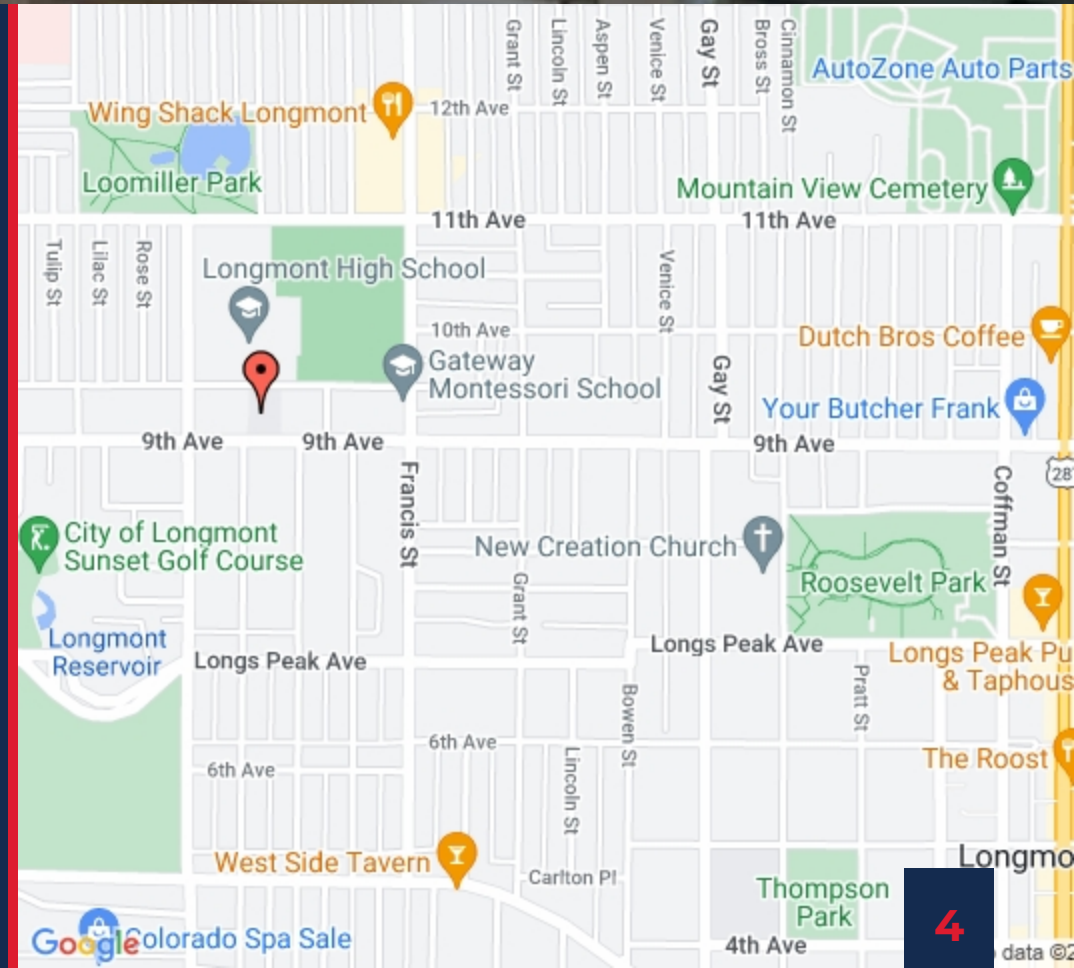 Grant St
Lincoln St
Aspen St
Venice St
Gay St
Bross St
Cinnamon St
AutoZone Auto Parts
Wing Shack Longmont
12th Ave
Loomiller Park
Mountain View Cemetery
11th Ave
11th Ave
Tulip St
Lilac St
Rose St
Longmont High School
Venice St
10th Ave
Dutch Bros Coffee
Gateway
Montessori School
Gay St
Your Butcher Frank
9th Ave
9th Ave
9th Ave
28
Francis St
Coffman St
City of Longmont
Sunset Golf Course
New Creation Church
Roosevelt Park
Grant St
Longmont
Reservoir
Longs Peak Ave
Longs Peak Ave
Longs Peak Pu
& Taphous
Pratt St
Bowen St
6th Ave
6th Ave
Lincoln St
The Roost
West Side Tavern
Carlton Pl
Longmo
Thompson
Park
4
Google
Colorado Spa Sale
4th Ave
data ©2